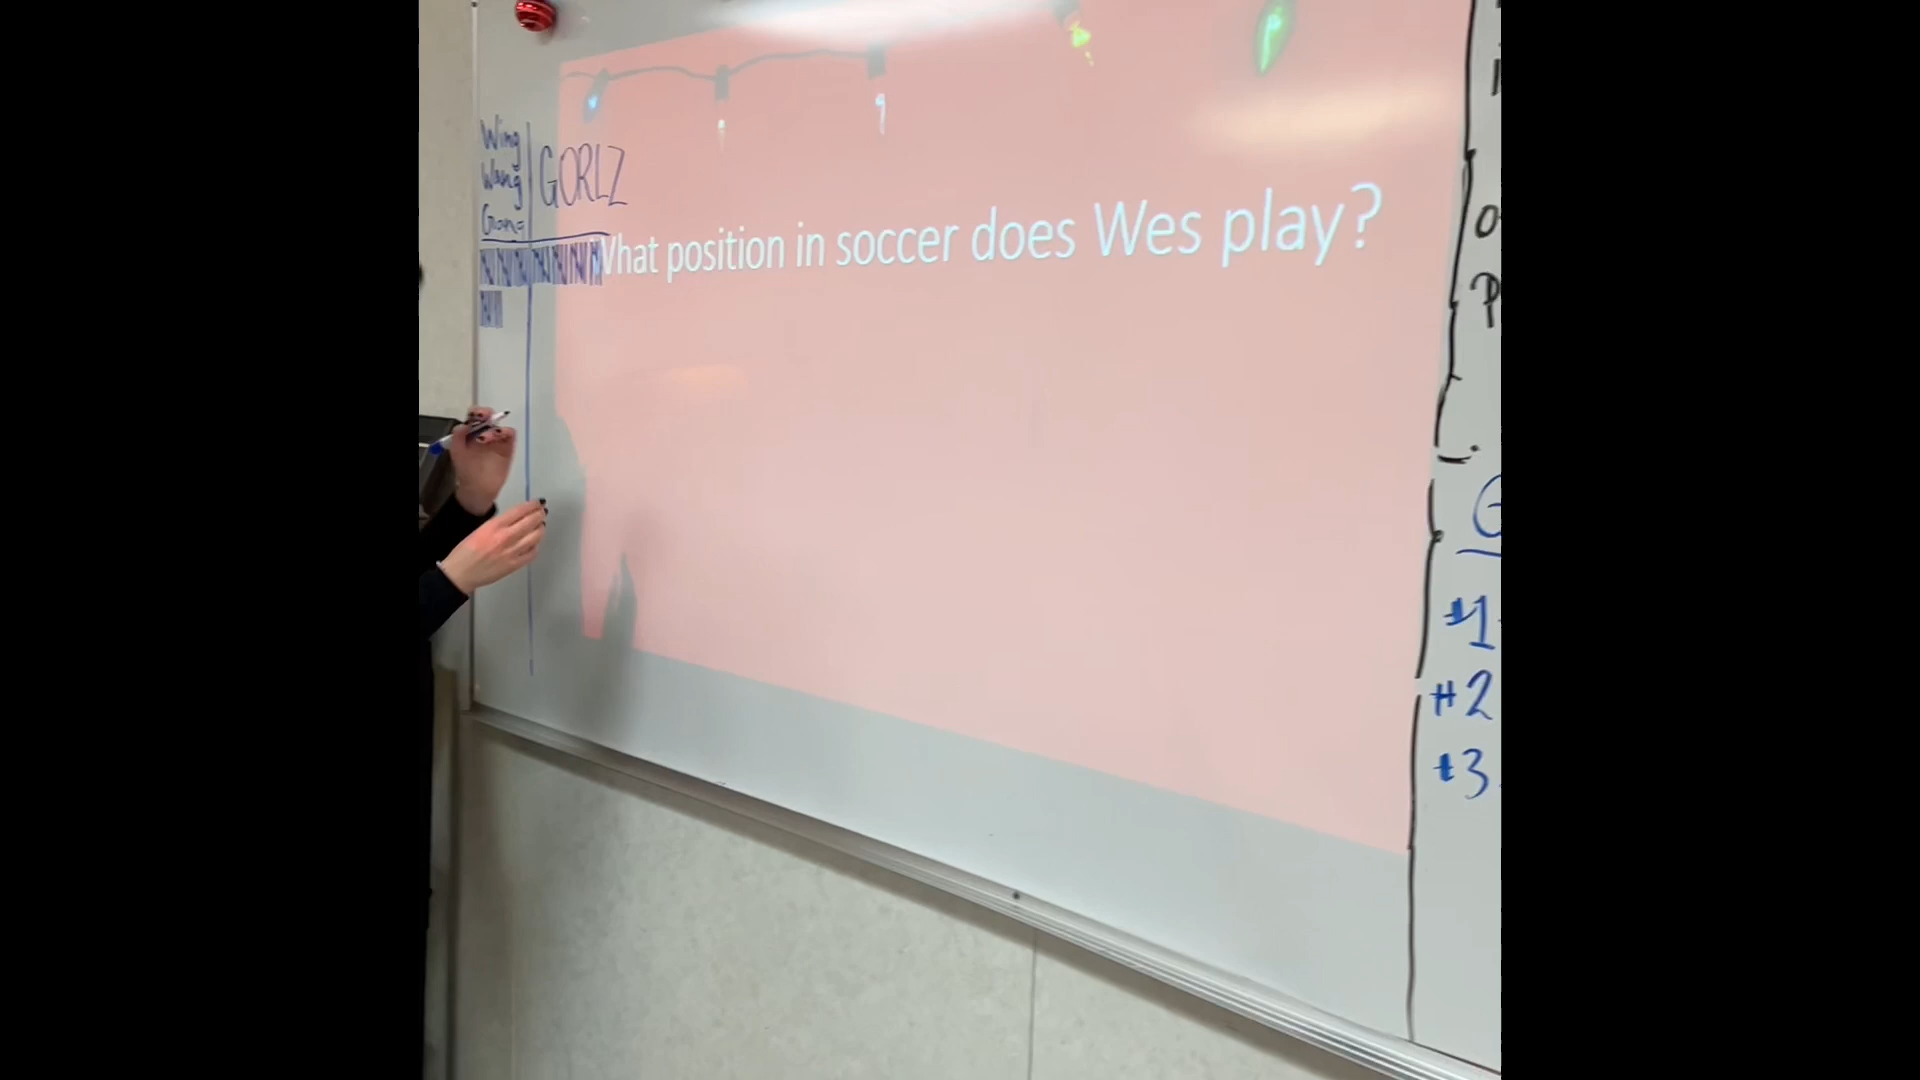 Wing
Wang
Gang
GORLZ
What position in soccer does Wes play?
#1
#2
#3